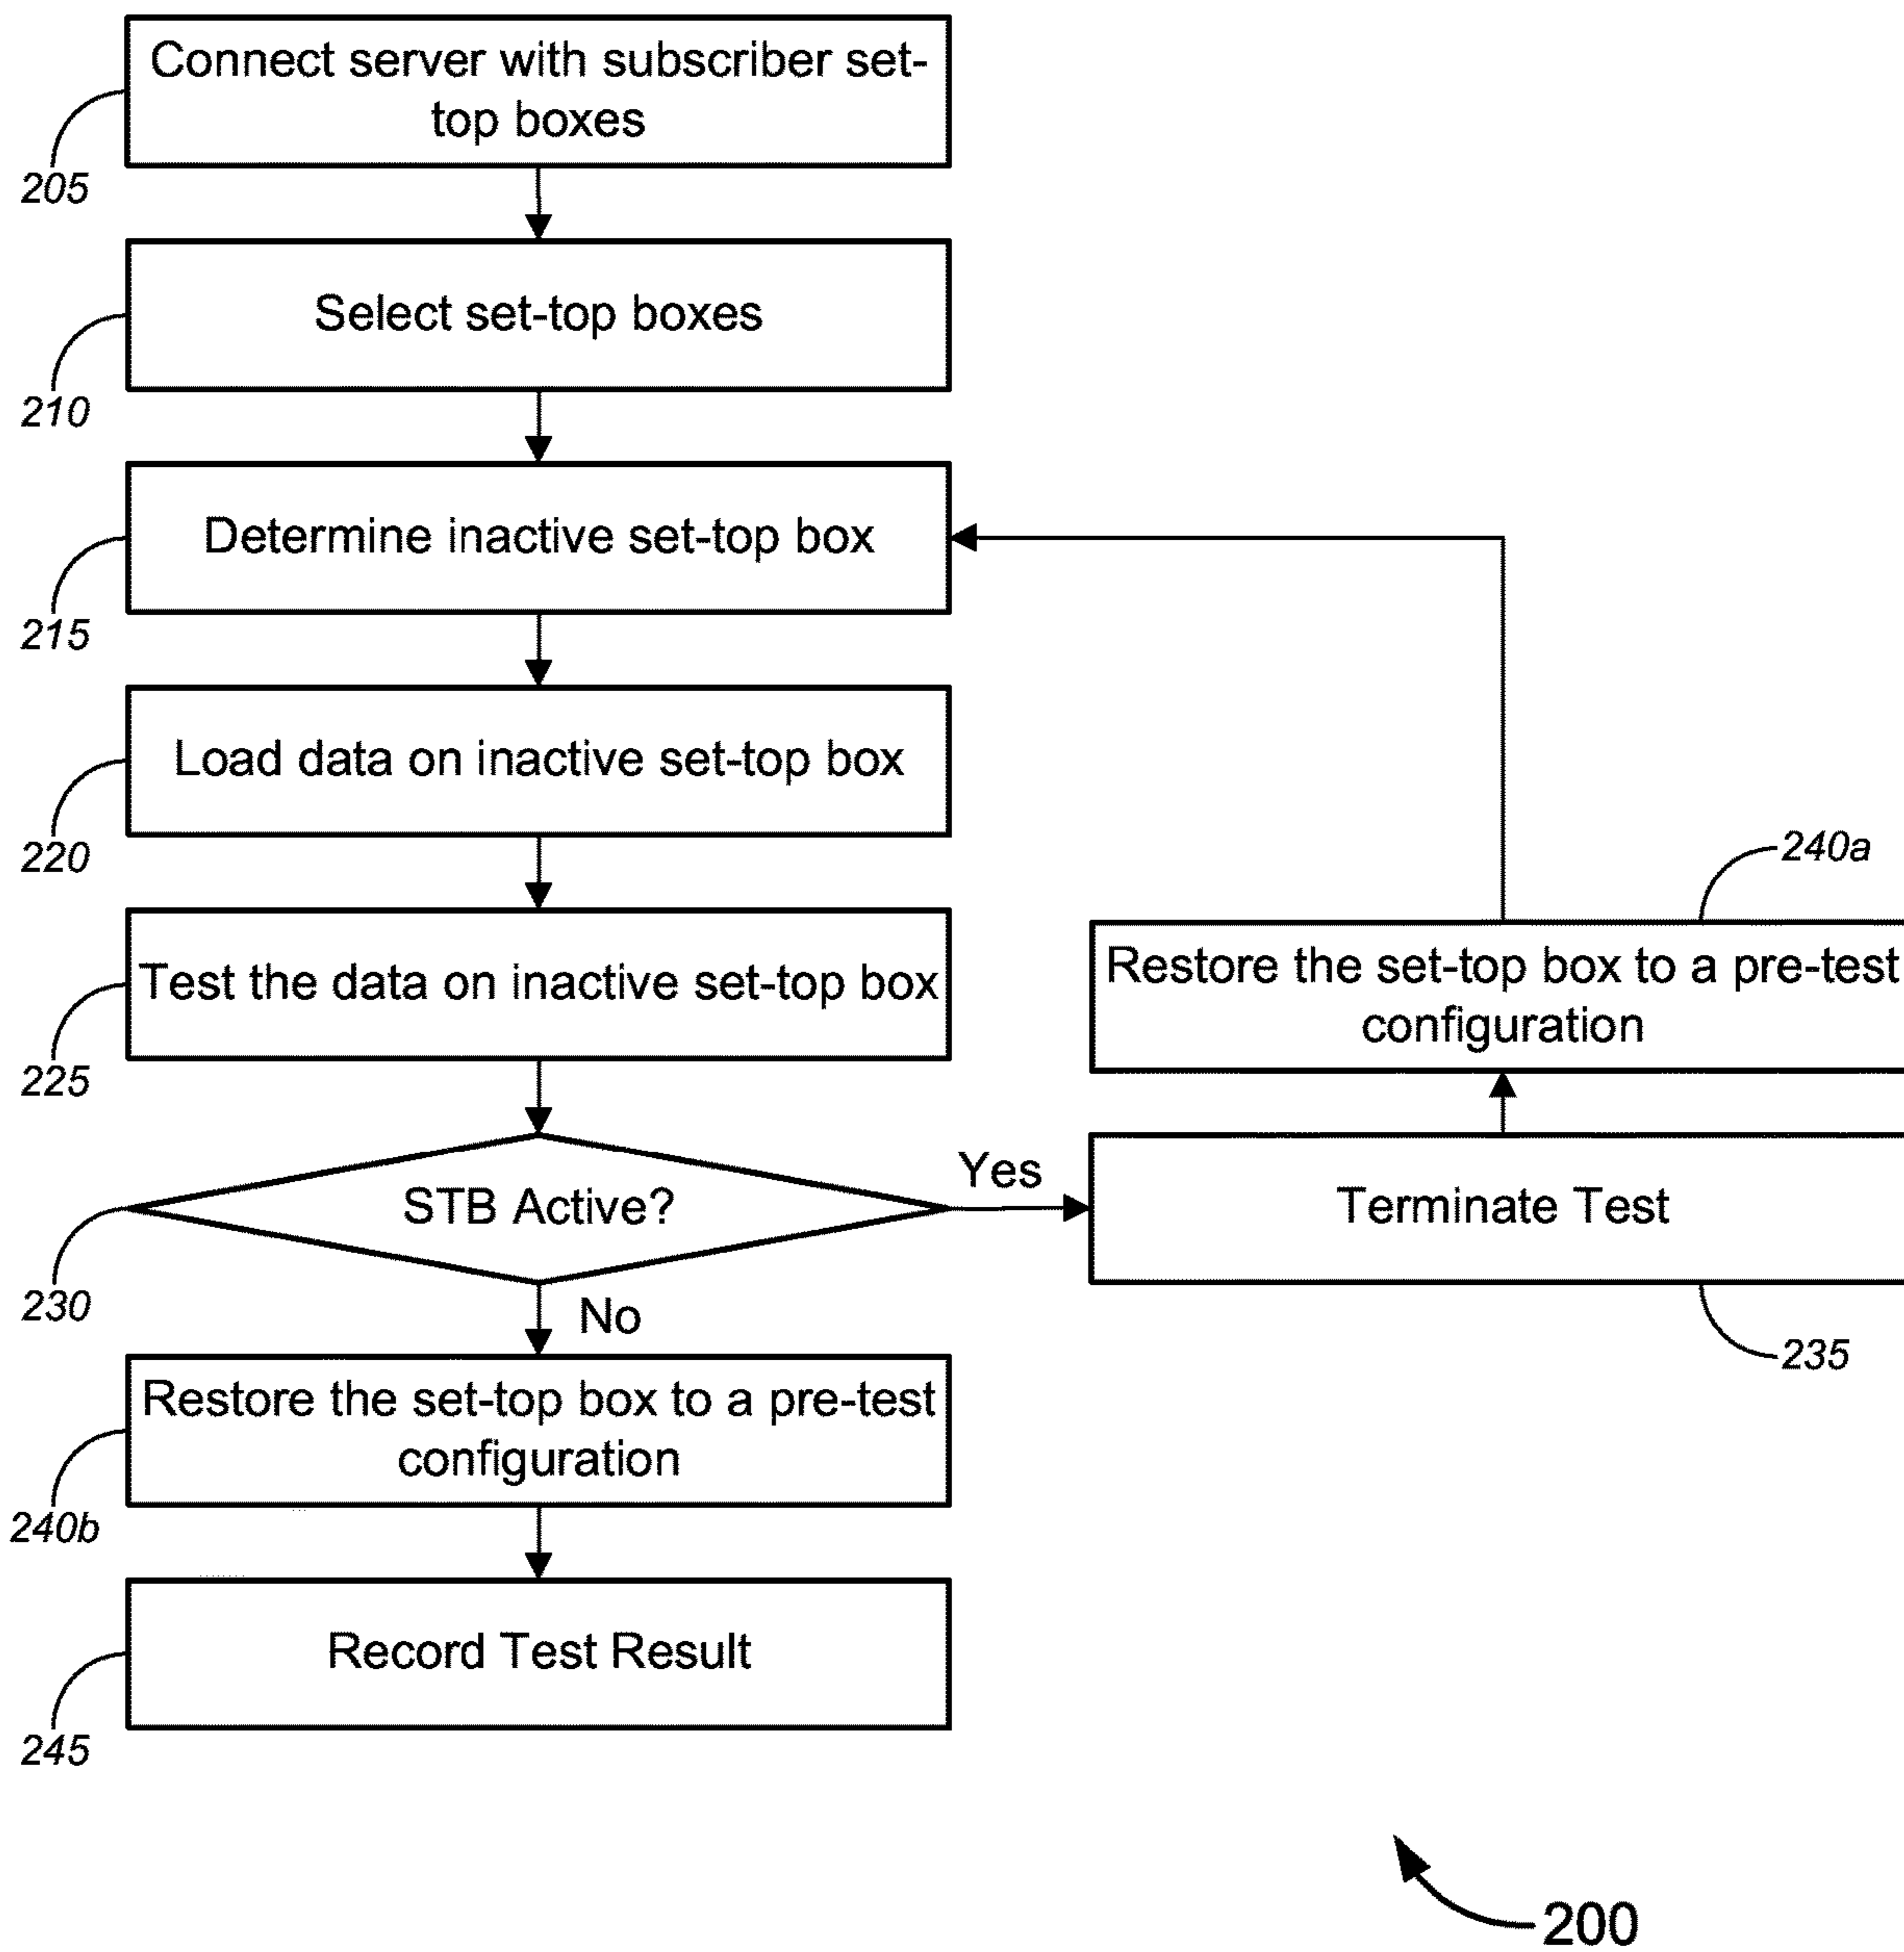 Connect server with subscriber set-
top boxes
205
Select set-top boxes
210
Determine inactive set-top box
215
Load data on inactive set-top box
220
240a
Test the data on inactive set-top box
225
Restore the set-top box to a pre-test
configuration
STB Active?
230
Yes
Terminate Test
235
No
Restore the set-top box to a pre-test
configuration
240b
Record Test Result
245
200